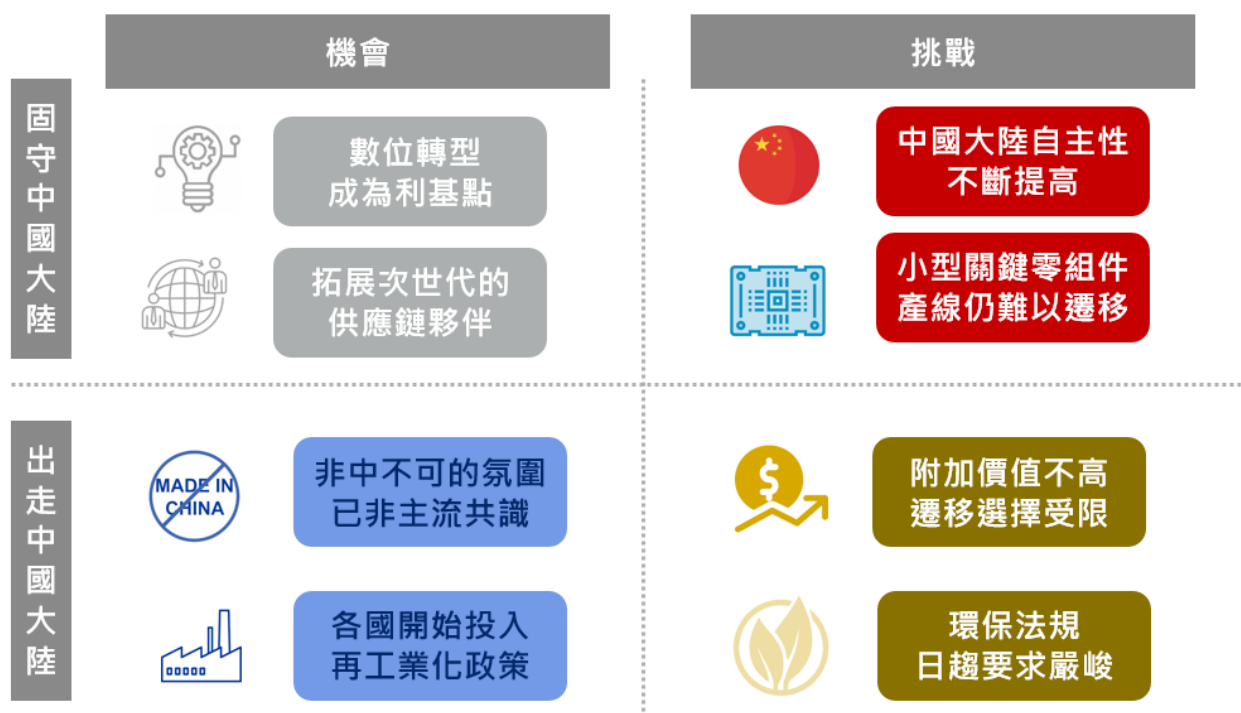 機會
挑戰
固守中國大陸
數位轉型
成為利基點
中國大陸自主性
不斷提高
拓展次世代的
供應鏈夥伴
小型關鍵零組件
產線仍難以遷移
出走中國大陸
MADE IN
CHINA
非中不可的氛圍
已非主流共識
附加價值不高
遷移選擇受限
各國開始投入
再工業化政策
環保法規
日趨要求嚴峻